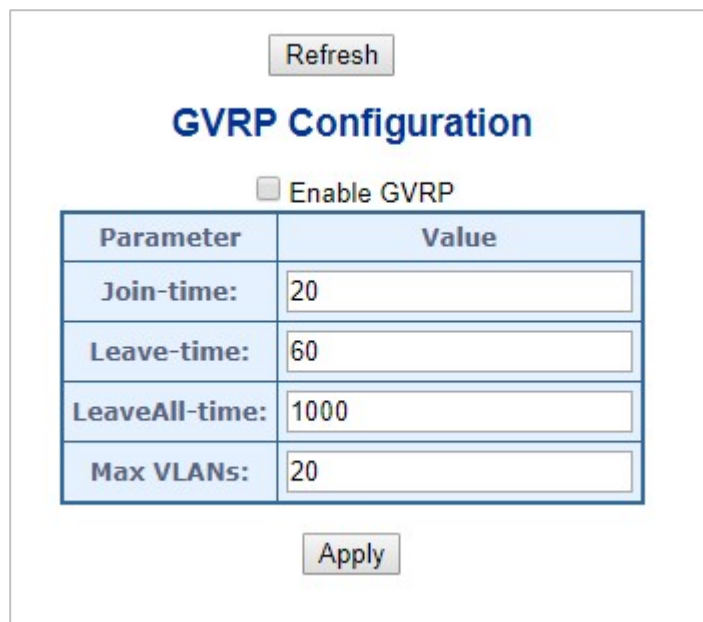 Refresh
GVRP Configuration
Enable GVRP
Parameter Value
Join-time: 20
Leave-time: 60
LeaveAll-time: 1000
Max VLANs: 20
Apply